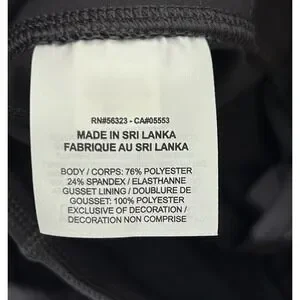 RN#56323 - CA#05553
MADE IN SRI LANKA
FABRIQUE AU SRI LANKA
BODY / CORPS: 76% POLYESTER
24% SPANDEX / ELASTHANNE
GUSSET LINING / DOUBLURE DE
GOUSSET: 100% POLYESTER
EXCLUSIVE OF DECORATION /
DECORATION NON COMPRISE